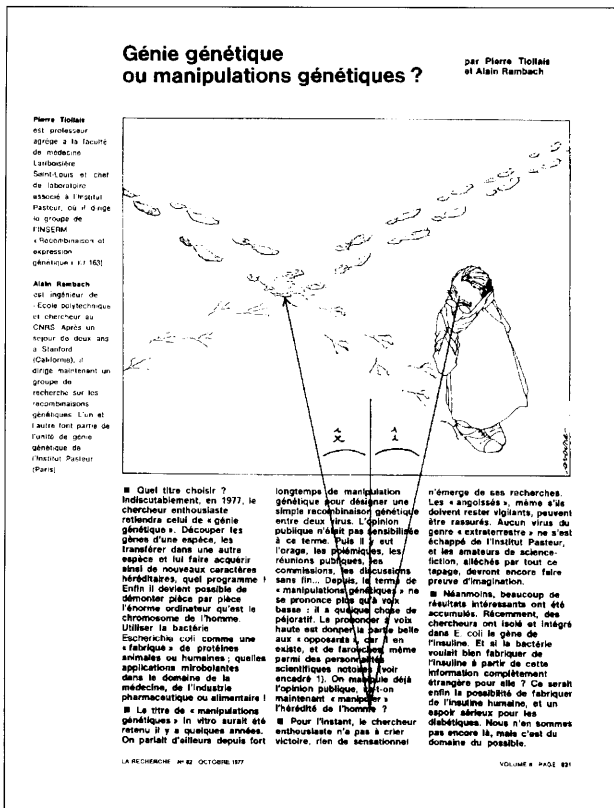 Génie génétique
ou manipulations génétiques ?
par Pierre Tiollais
et Alain Rambach
Pierre Tiollais
est professeur
agrégé a la faculté
de médecine
Lariboisière
Saint-Louis et chef
de laboratoire
associé à l'Institut
Pasteur, où il dirige
le groupe de
l'INSERM
« Recombinaison et
expression
génétique »
Alain Rambach
est ingénieur de
École polytechnique
et chercheur au
CNRS Après un
séjour de deux ans
à Stanford
(Californie), il
dirige maintenant un
groupe de
recherche sur les
recombinaisons
génétiques. L'un et
l'autre font partie de
l'unité de génie
génétique de
l'Institut Pasteur
(Paris)
■ Quel titre choisir ?
Indiscutablement, en 1977, le
chercheur enthousiaste
retiendra celui de « génie
génétique ». Découper les
gènes d'une espèce, les
transférer dans une autre
espèce et lui faire acquérir
ainsi de nouveaux caractères
héréditaires, quel programme !
Enfin il devient possible de
démonter pièce par pièce
l'énorme ordinateur qu'est le
chromosome de l'homme.
Utiliser la bactérie
Escherichia coli comme une
« fabrique » de protéines
animales ou humaines ; quelles
applications mirobolantes
dans le domaine de la
médecine, de l'industrie
pharmaceutique ou alimentaire !
■ Le titre de « manipulations
génétiques » in vitro aurait été
retenu il y a quelques années.
On parlait d'ailleurs depuis fort
longtemps de manipulation
génétique pour désigner une
simple recombinaison génétique
entre deux virus. L'opinion
publique n'était pas sensibilisée
à ce terme. Puis il y eut
l'orage, les polémiques, les
réunions publiques, les
commissions, les discussions
sans fin... Depuis, le terme de
« manipulations génétiques » ne
se prononce plus qu'à voix
basse : il a quelque chose de
péjoratif. Le prononcer à voix
haute est donner la partie belle
aux « opposants », car il en
existe, et de farouches, même
parmi des personnalités
scientifiques notoires (voir
encadré 1). On manipule déjà
l'opinion publique, va-t-on
maintenant « manipuler »
l'hérédité de l'homme ?
■ Pour l'instant, le chercheur
enthousiaste n'a pas à crier
victoire, rien de sensationnel
n'émerge de ses recherches.
Les « angoissés », même s'ils
doivent rester vigilants, peuvent
être rassurés. Aucun virus du
genre « extraterrestre » ne s'est
échappé de l'Institut Pasteur,
et les amateurs de science-
fiction, alléchés par tout ce
tapage, devront encore faire
preuve d'imagination.
■ Néanmoins, beaucoup de
résultats intéressants ont été
accumulés. Récemment, des
chercheurs ont isolé et intégré
dans E. coli le gène de
l'insuline. Et si la bactérie
voulait bien fabriquer de
l'insuline à partir de cette
information complètement
étrangère pour elle ? Ce serait
enfin la possibilité de fabriquer
de l'insuline humaine, et un
espoir sérieux pour les
diabétiques. Nous n'en sommes
pas encore là, mais c'est du
domaine du possible.
LA RECHERCHE Nº 82 OCTOBRE 1977
VOLUME 8 PAGE 821